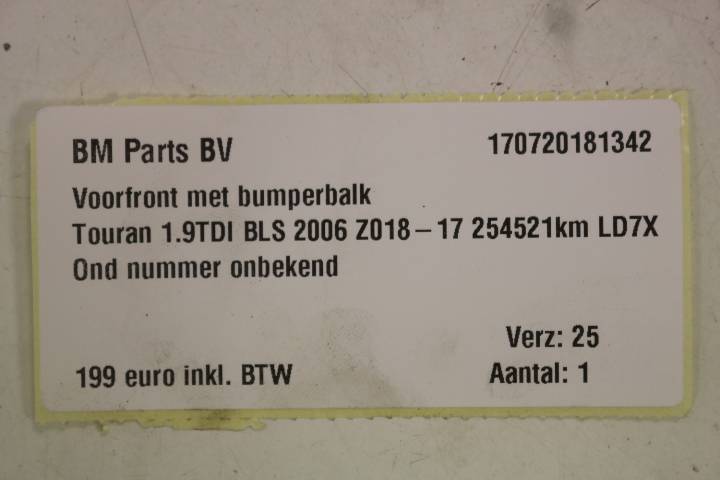 BM Parts BV 170720181342
Voorfront met bumperbalk
Touran 1.9TDI BLS 2006 Z018-17 254521km LD7X
Ond nummer onbekend
Verz: 25
199 euro inkl. BTW Aantal: 1